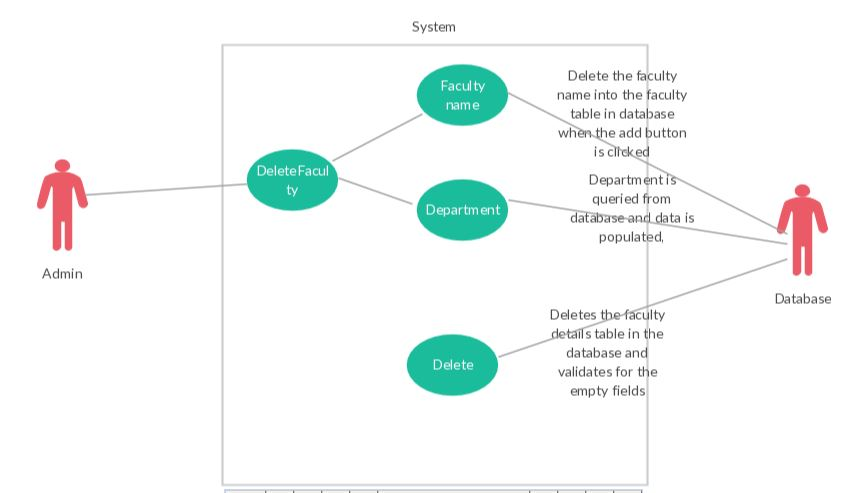 System
Faculty
name
Delete the faculty
name into the faculty
table in database
when the add button
is clicked
DeleteFacul
ty
Department is
queried from
database and data is
populated,
Department
Admin
Database
Deletes the faculty
details table in the
database and
validates for the
empty fields
Delete